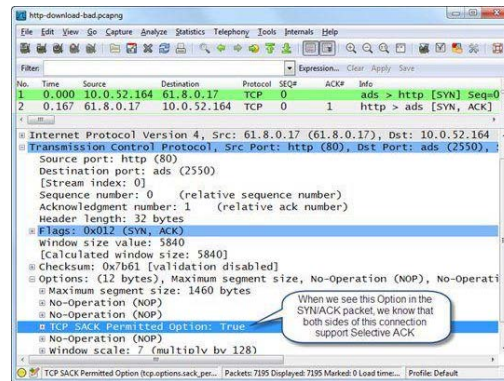 http-download-bad.pcapng
File Edit View Go Capture Analyze Statistics Telephony Tools Internals Help
Filter: Expression... Clear Apply Save
No. Time Source Destination Protocol SEQ# ACK# Info
1 0.000 10.0.52.164 61.8.0.17 TCP 0 ads > http [SYN] Seq=0
2 0.167 61.8.0.17 10.0.52.164 TCP 0 1 http > ads [SYN, ACK]
Internet Protocol Version 4, Src: 61.8.0.17 (61.8.0.17), Dst: 10.0.52.164
Transmission Control Protocol, Src Port: http (80), Dst Port: ads (2550),
Source port: http (80)
Destination port: ads (2550)
[Stream index: 0]
Sequence number: 0 (relative sequence number)
Acknowledgment number: 1 (relative ack number)
Header length: 32 bytes
Flags: 0x012 (SYN, ACK)
Window size value: 5840
[Calculated window size: 5840]
Checksum: 0x7b61 [validation disabled]
Options: (12 bytes), Maximum segment size, No-Operation (NOP), No-Operati
Maximum segment size: 1460 bytes
No-Operation (NOP)
No-Operation (NOP)
TCP SACK Permitted Option: True
No-Operation (NOP)
Window scale: 7 (multiply by 128)
When we see this Option in the
SYN/ACK packet, we know that
both sides of this connection
support Selective ACK
TCP SACK Permitted Option (tcp.options.sack_per... Packets: 7195 Displayed: 7195 Marked: 0 Load time:... Profile: Default